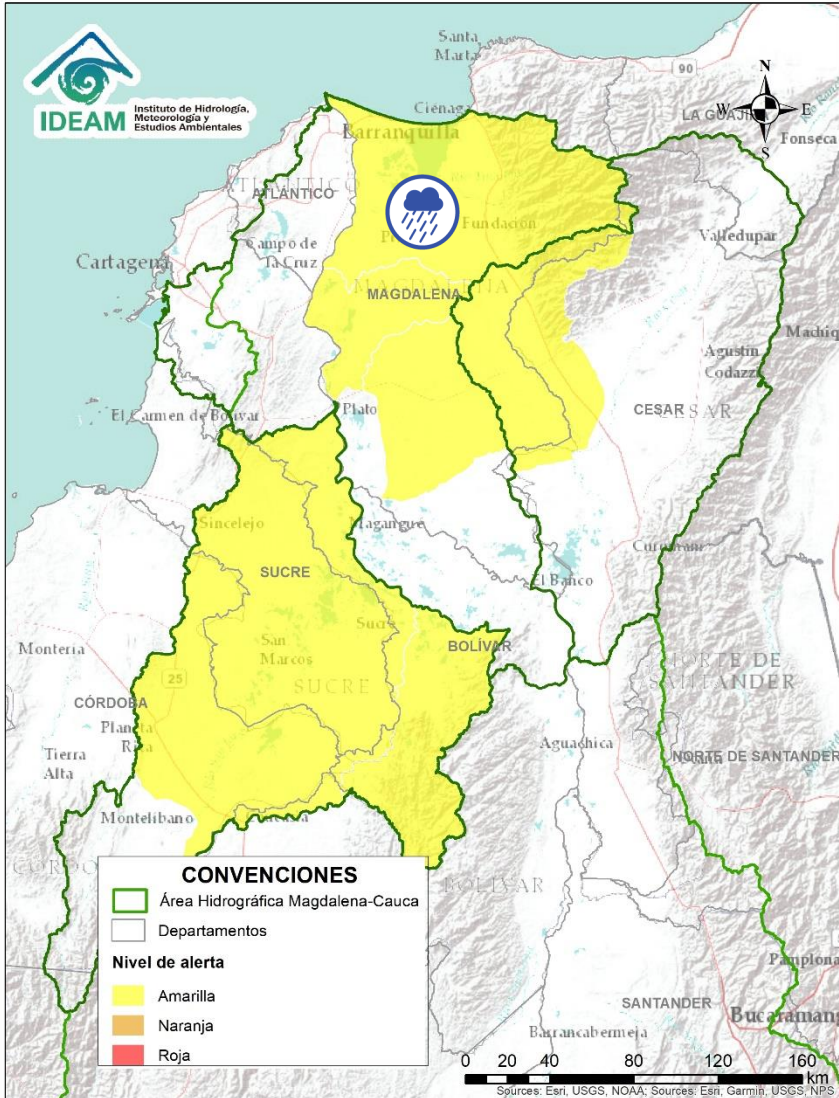 IDEAM
Instituto de Hidrología,
Meteorología y
Estudios Ambientales
Santa
Marta
90
N
W
E
S
Ciénaga
Barranquilla
LA GUAJIR
Fonseca
ATLÁNTICO
Fundación
Valledupar
Campo de
la Cruz
Cartagena
MAGDALENA
Agustín
Codazzi
El Carmen de Bolívar
Plato
CESAR
CESAR
Sincelejo
Magangue
SUCRE
El Banco
San
Marcos
Sucre
BOLÍVAR
Montería
25
SUCRE
NORTE DE
SANTANDER
CÓRDOBA
Planeta
Rica
Tierra
Alta
Aguachica
NORTE DE SANTANDER
Montelíbano
BOLÍVAR
CONVENCIONES
Área Hidrográfica Magdalena-Cauca
Departamentos
Nivel de alerta
Amarilla
Naranja
Roja
Pamplona
SANTANDER
Bucaramang
Barrancabermeja
0 20 40 80 120 160
km
Sources: Esri, USGS, NOAA; Sources: Esri, Garmin, USGS, NPS